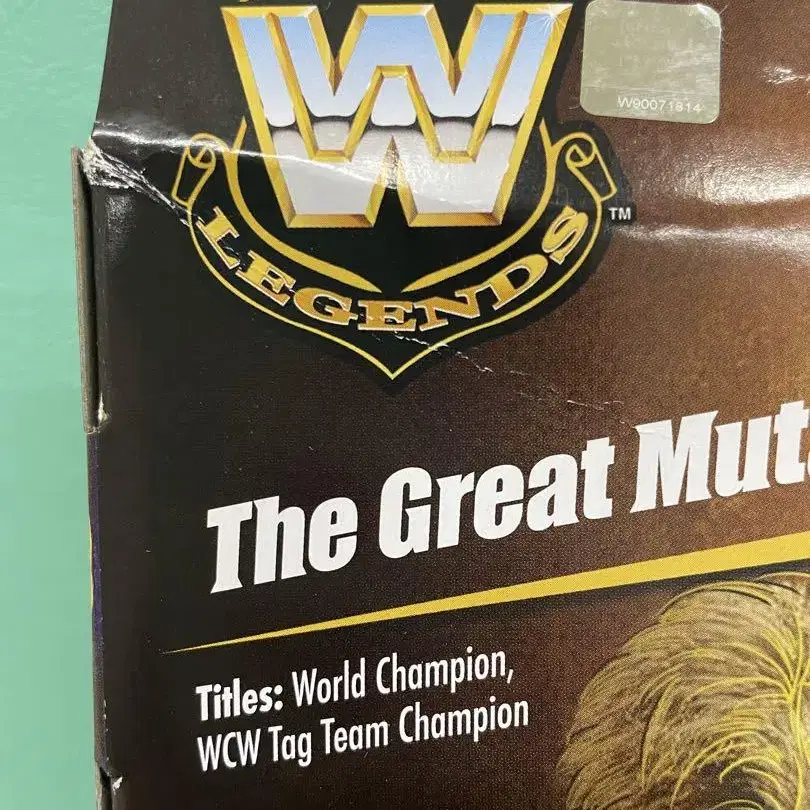 W
W90071814
TM
LEGENDS
The Great Mut
Titles: World Champion,
WCW Tag Team Champion